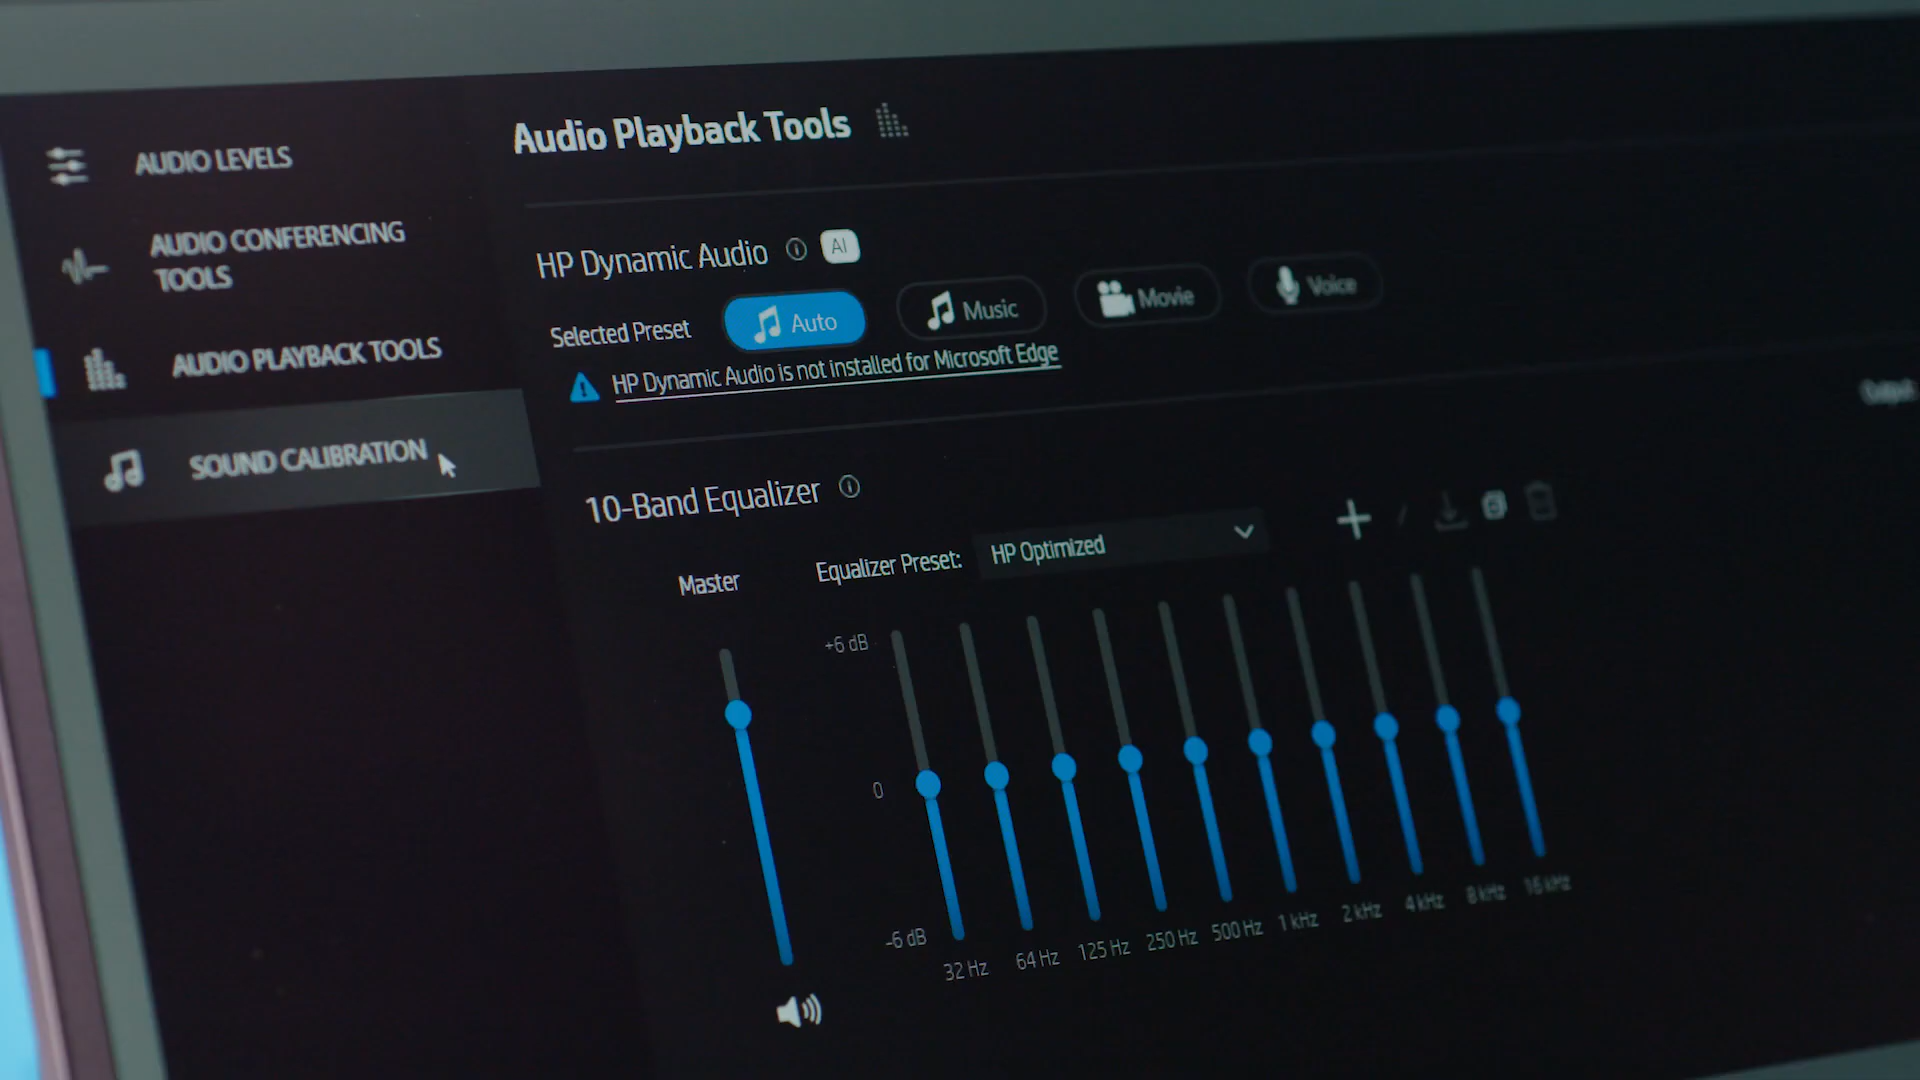 AUDIO LEVELS
AUDIO CONFERENCING
TOOLS
AUDIO PLAYBACK TOOLS
SOUND CALIBRATION
Audio Playback Tools
HP Dynamic Audio
AI
Selected Preset
Auto
Music
Movie
Voice
HP Dynamic Audio is not installed for Microsoft Edge
Output
10-Band Equalizer
Master
Equalizer Preset:
HP Optimized
+6 dB
0
-6 dB
32 Hz
64 Hz
125 Hz
250 Hz
500 Hz
1 kHz
2 kHz
4 kHz
8 kHz
16 kHz